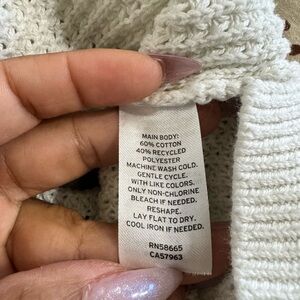 MAIN BODY:
60% COTTON
40% RECYCLED
POLYESTER
MACHINE WASH COLD.
GENTLE CYCLE.
WITH LIKE COLORS.
ONLY NON-CHLORINE
BLEACH IF NEEDED.
RESHAPE.
LAY FLAT TO DRY.
COOL IRON IF NEEDED.
RN58665
CA57963